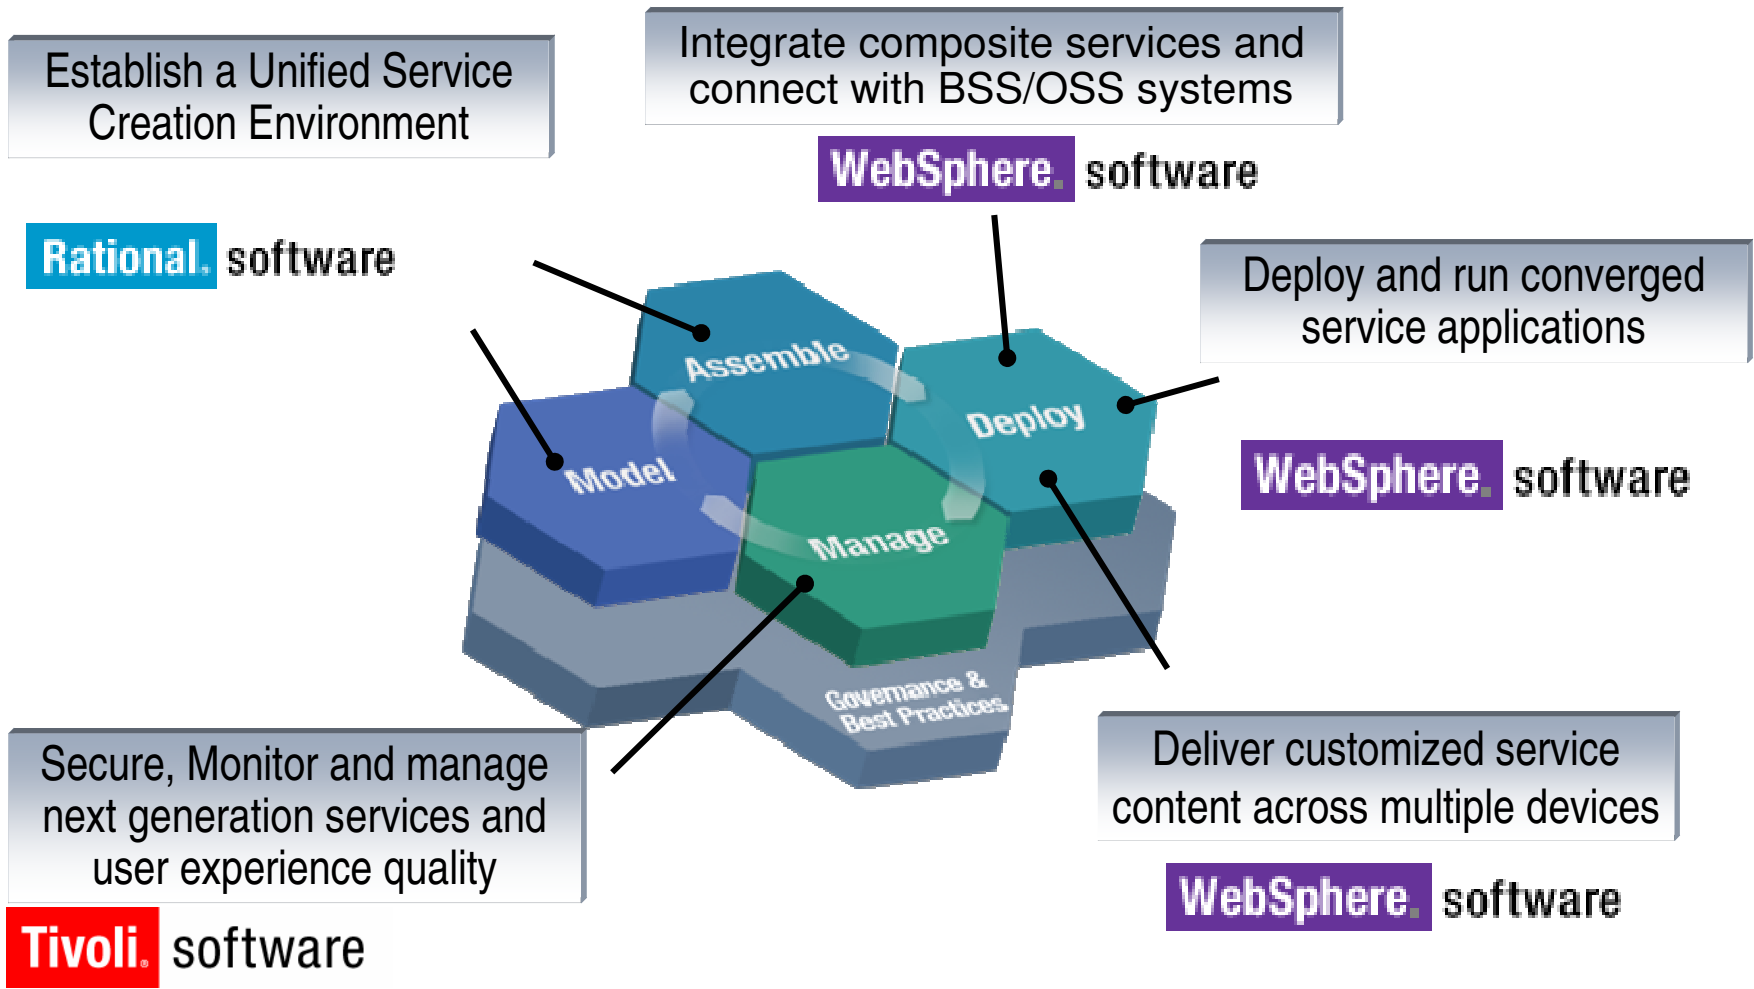 Establish a Unified Service
Creation Environment
Integrate composite services and
connect with BSS/OSS systems
WebSphere. software
Rational. software
Deploy and run converged
service applications
WebSphere. software
Assemble
Deploy
Model
Manage
Governance &
Best Practices
Secure, Monitor and manage
next generation services and
user experience quality
Tivoli. software
Deliver customized service
content across multiple devices
WebSphere. software